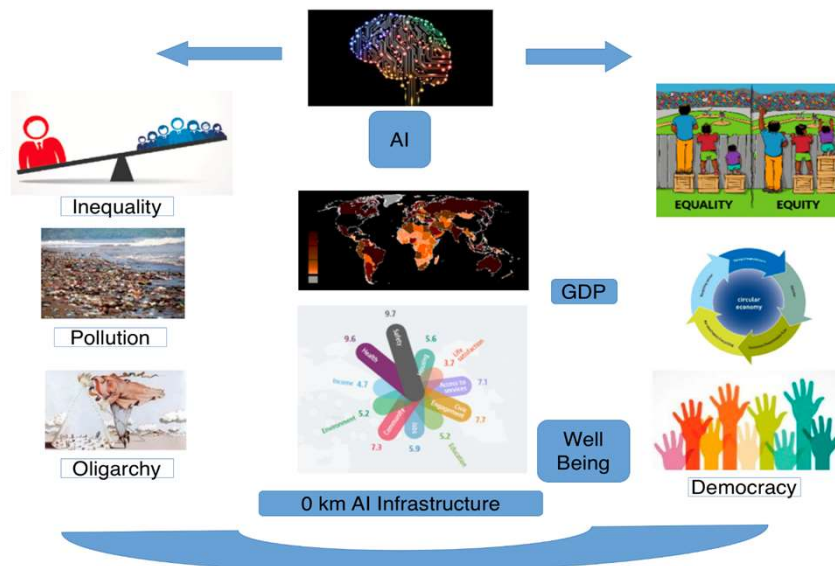 AI
Inequality
EQUALITY
EQUITY
GDP
Pollution
circular
economy
9.7
9.6
5.6
3.7
Life
satisfaction
Safety
Health
Income
4.7
Access to
services
7.1
Environment
5.2
Civic
Engagement
7.7
Community
7.3
Jobs
5.9
5.2
Education
Oligarchy
Well
Being
Democracy
0 km AI Infrastructure